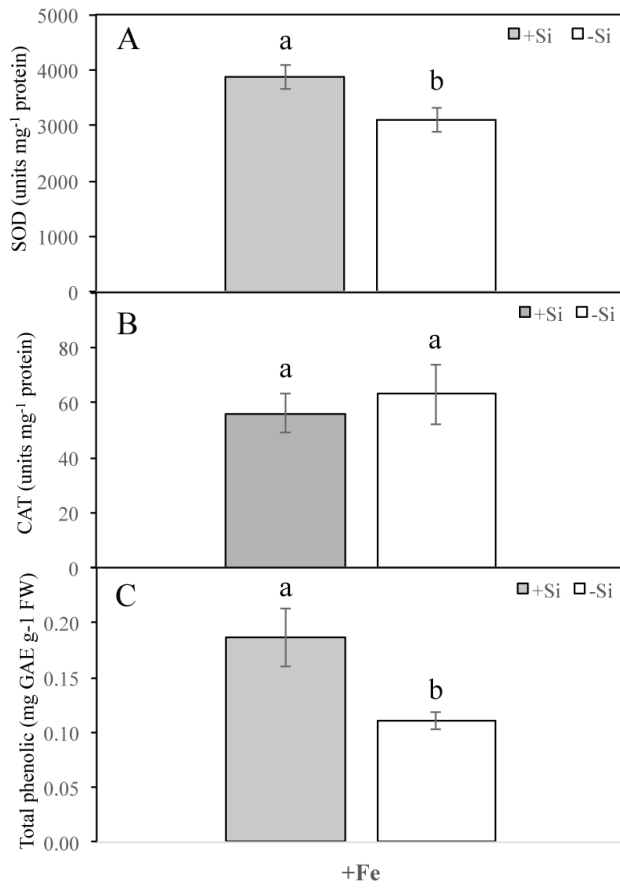 5000
4000
3000
2000
1000
0
SOD (units mg-1 protein)
A
a
b
+Si -Si
80
60
40
20
0
CAT (units mg-1 protein)
B
a
a
+Si -Si
0.20
0.15
0.10
0.05
0.00
Total phenolic (mg GAE g-1 FW)
C
a
b
+Si -Si
+Fe